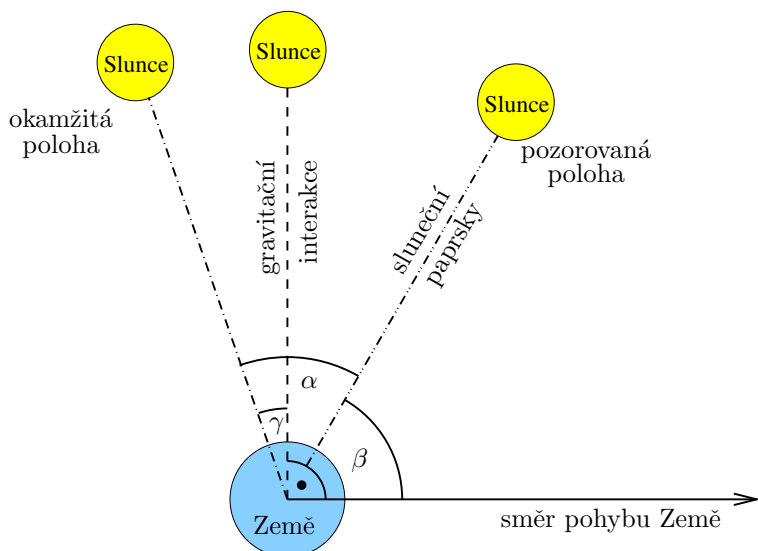 Slunce
Slunce
Slunce
okamžitá
poloha
pozorovaná
poloha
gravitační
interakce
sluneční
paprsky
α
γ
β
Země
směr pohybu Země